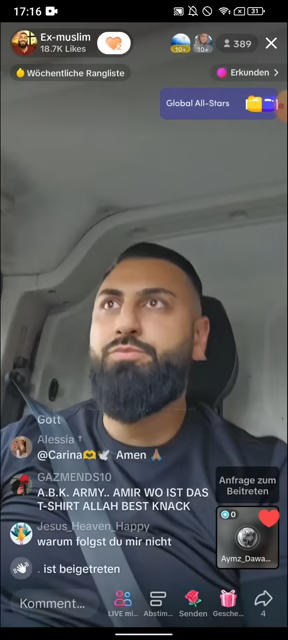 17:16
31
Ex-muslim
18.7K Likes
10+
10+
389
Wöchentliche Rangliste
Erkunden >
Global All-Stars
Gott
Alessia †
@Carina🫶🕊 Amen 🙏🏽
GAZMENDS10
A.B.K. ARMY.. AMIR WO IST DAS
T-SHIRT ALLAH BEST KNACK
Jesus_Heaven_Happy
warum folgst du mir nicht
. ist beigetreten
Anfrage zum
Beitreten
0
Aymz_Dawa...
Komment...
LIVE mi...
Abstim...
Senden
Gesche...
4